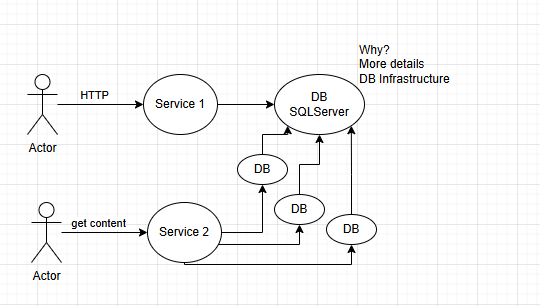 Why?
More details
DB Infrastructure
HTTP
Service 1
DB
SQLServer
Actor
DB
DB
get content
Service 2
DB
Actor